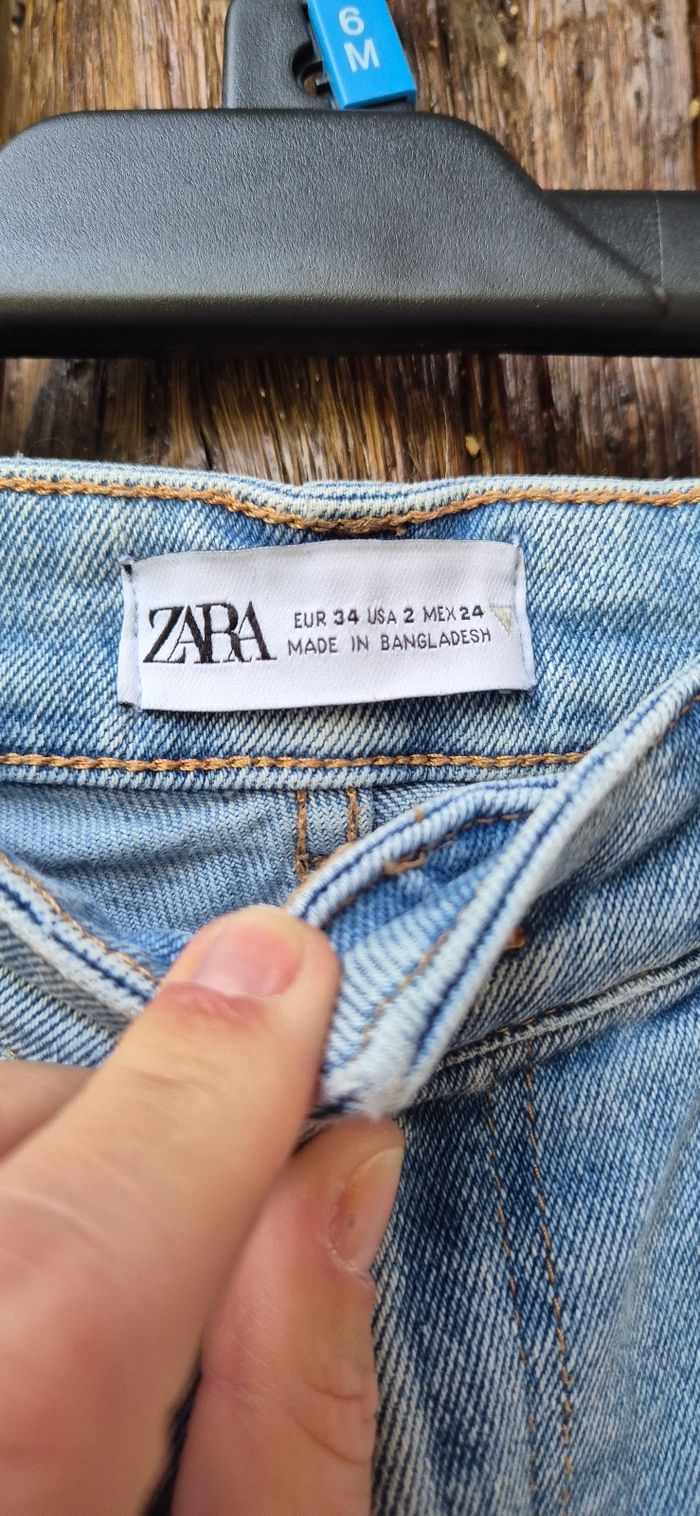 6
M
ZARA
EUR 34 USA 2 MEX 24
MADE IN BANGLADESH